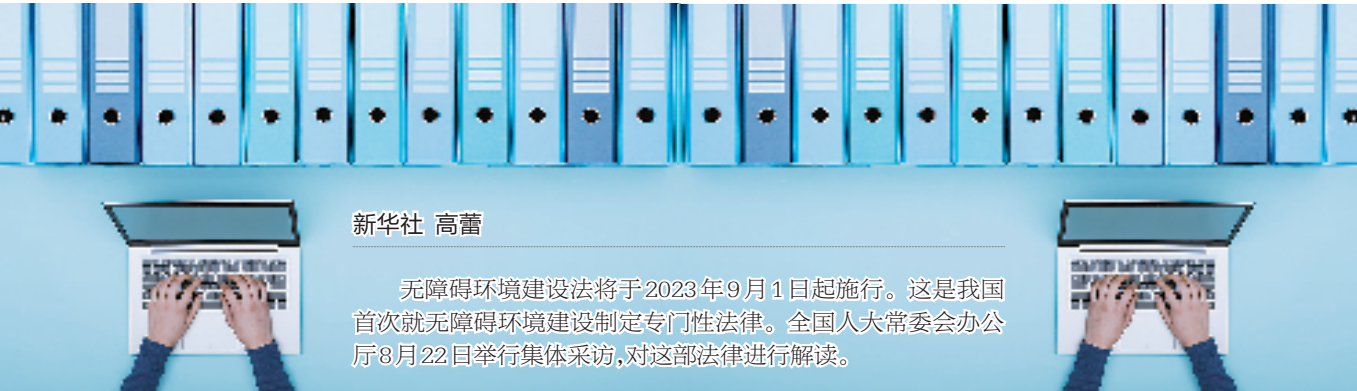 新华社 高蕾
无障碍环境建设法将于2023年9月1日起施行。这是我国
首次就无障碍环境建设制定专门性法律。全国人大常委会办公
厅8月22日举行集体采访,对这部法律进行解读。